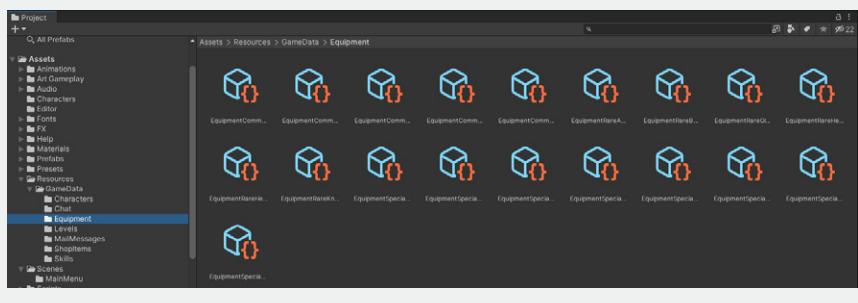 Project
All Prefabs
22
Assets > Resources > GameData > Equipment
Assets
Animations
Art Gameplay
Audio
Characters
Editor
Fonts
FX
Help
Materials
Prefabs
Presets
Resources
GameData
Characters
Chat
Equipment
Levels
MailMessages
ShopItems
Skills
Scenes
MainMenu
EquipmentComm... EquipmentComm... EquipmentComm... EquipmentComm... EquipmentComm... EquipmentRareA... EquipmentRareB... EquipmentRareGl... EquipmentRareHe...
EquipmentRareHe... EquipmentRareKn... EquipmentSpecia... EquipmentSpecia... EquipmentSpecia... EquipmentSpecia... EquipmentSpecia... EquipmentSpecia... EquipmentSpecia...
EquipmentSpecia...